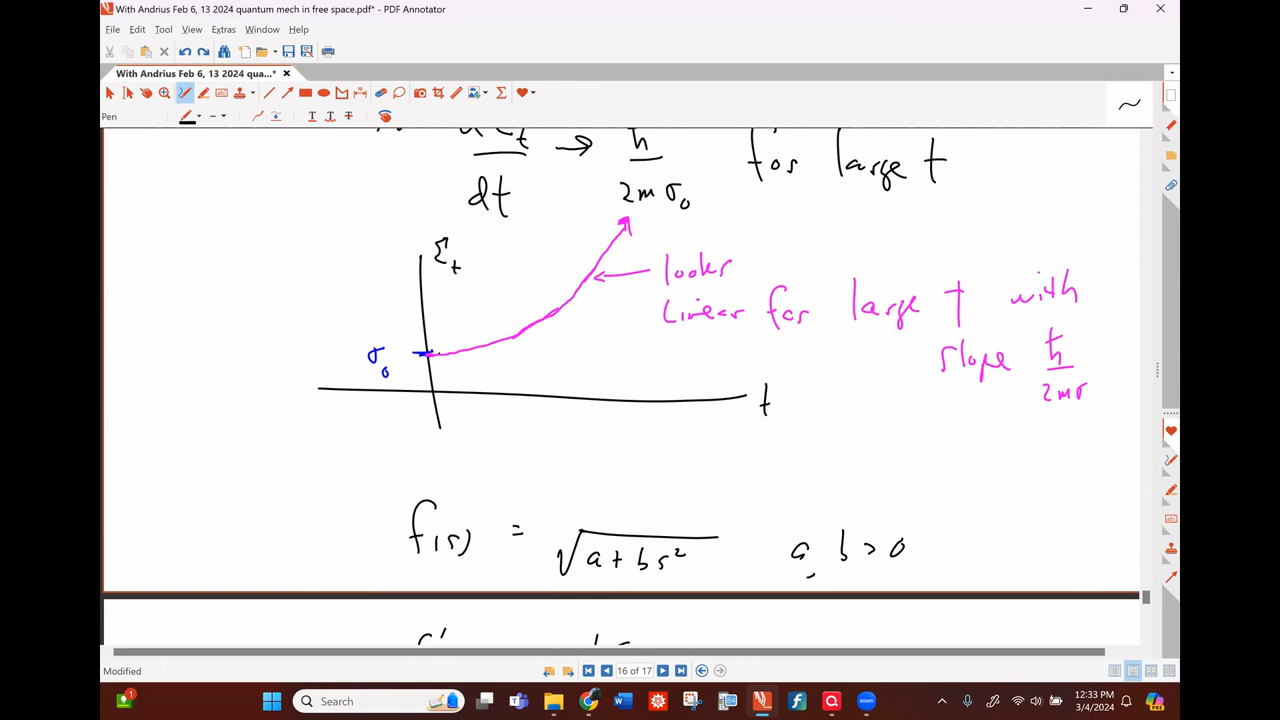 With Andrius Feb 6, 13 2024 quantum mech in free space.pdf* - PDF Annotator
File Edit Tool View Extras Window Help
With Andrius Feb 6, 13 2024 qua...*
Pen
dt → ħ / 2mσ₀ for large t
Σt
looks
Linear for large t with
slope ħ / 2mσ
σ₀
t
f(s) = √(a + bs²) a, b > 0
Modified
16 of 17
Search
12:33 PM
3/4/2024